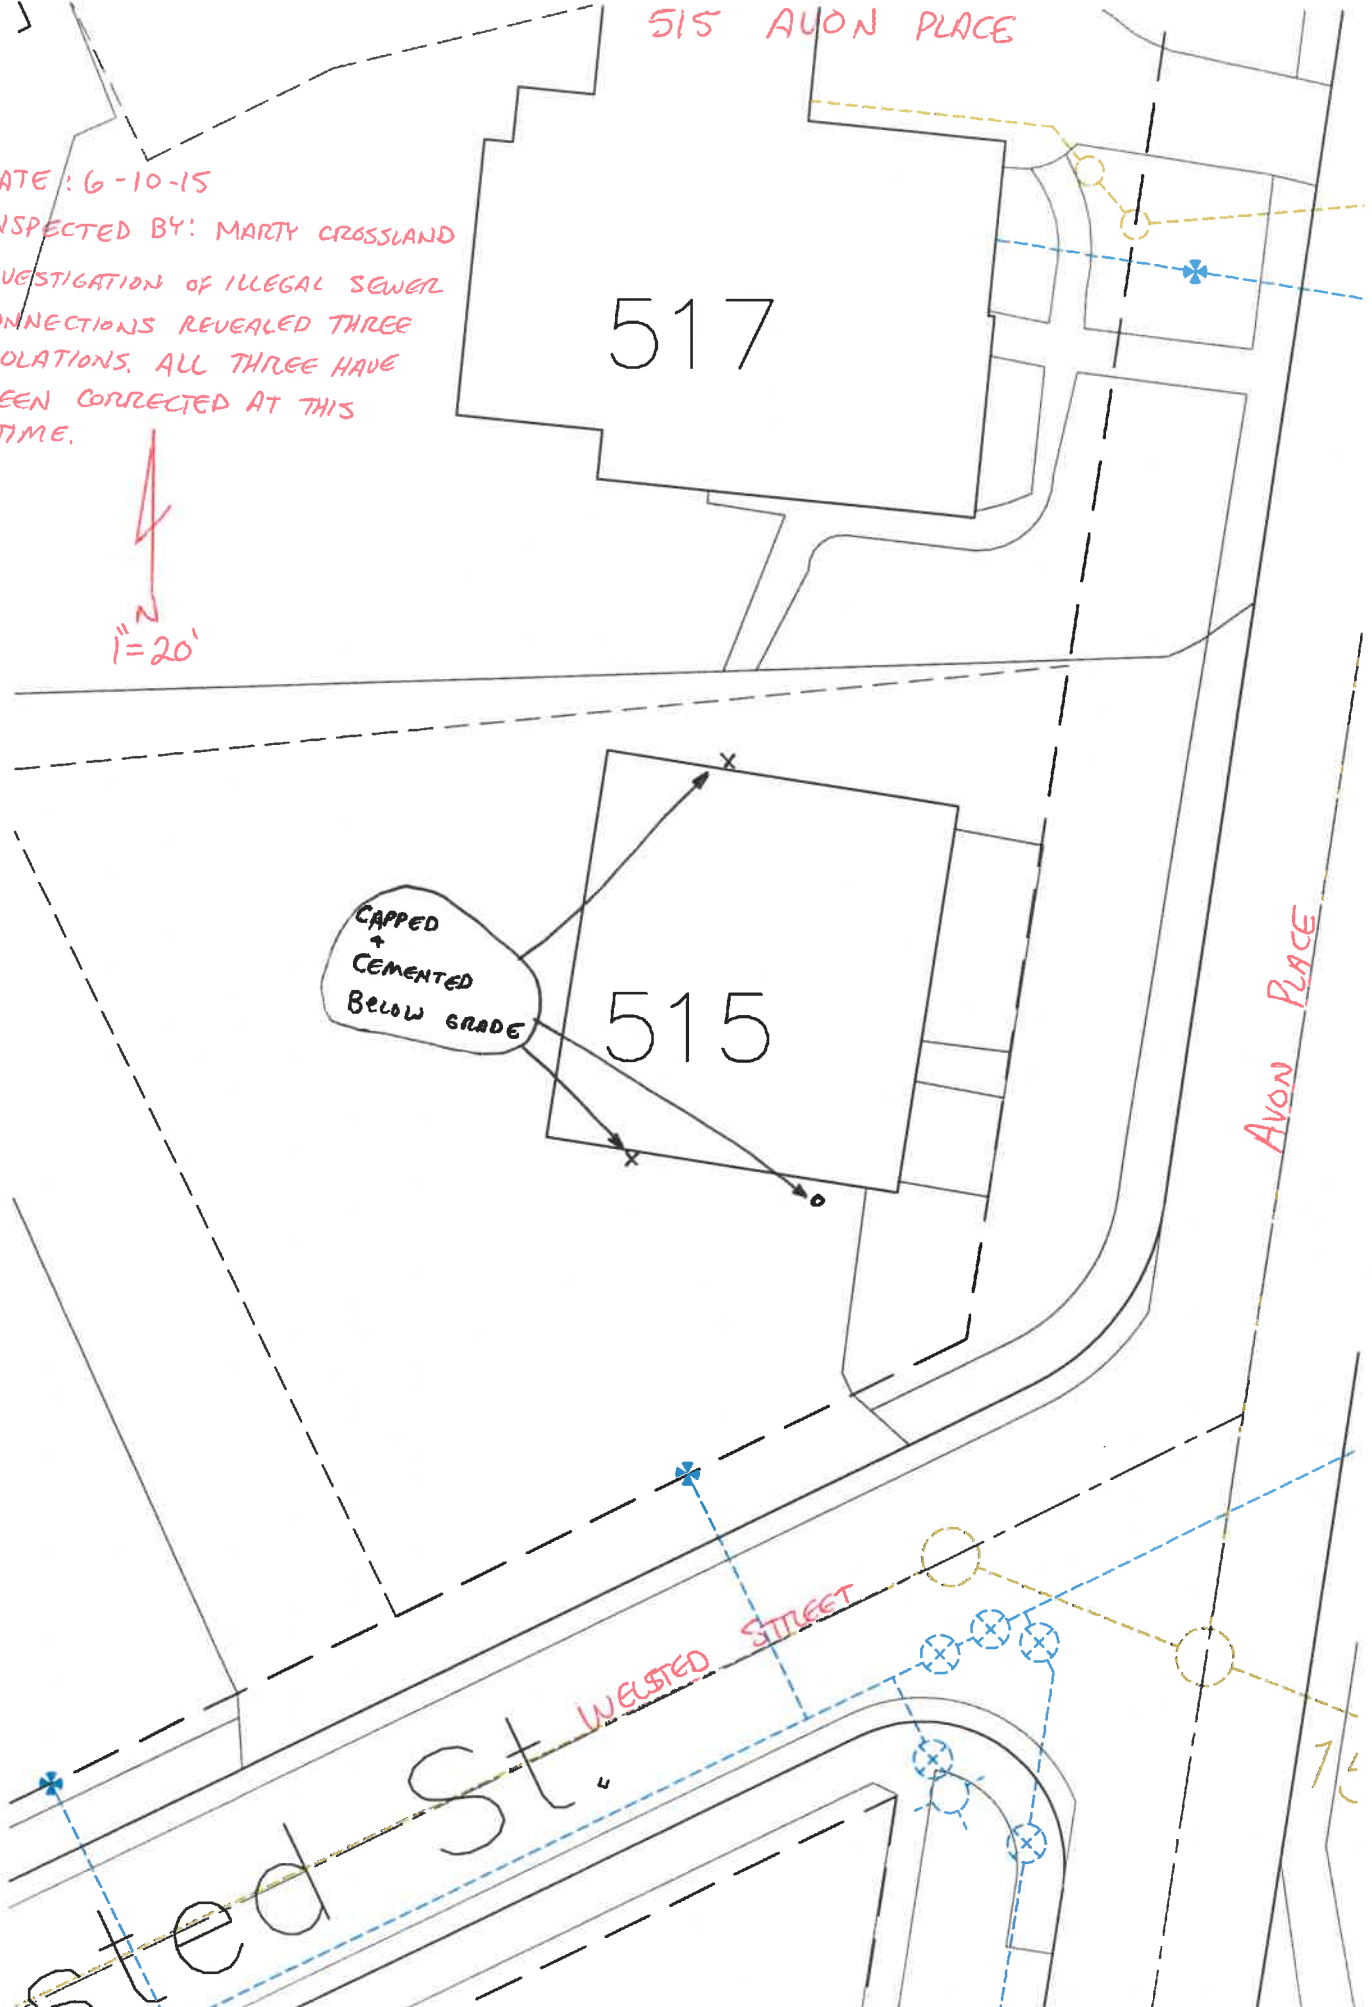 515 AVON PLACE
ATE: 6-10-15
NSPECTED BY: MARTY CROSSLAND
VESTIGATION OF ILLEGAL SEWER
ONNECTIONS REVEALED THREE
OLATIONS. ALL THREE HAVE
EEN CORRECTED AT THIS
TIME.
N
1"=20'
517
CAPPED
+
CEMENTED
BELOW GRADE
515
AVON PLACE
WELSTED STREET
sted St.